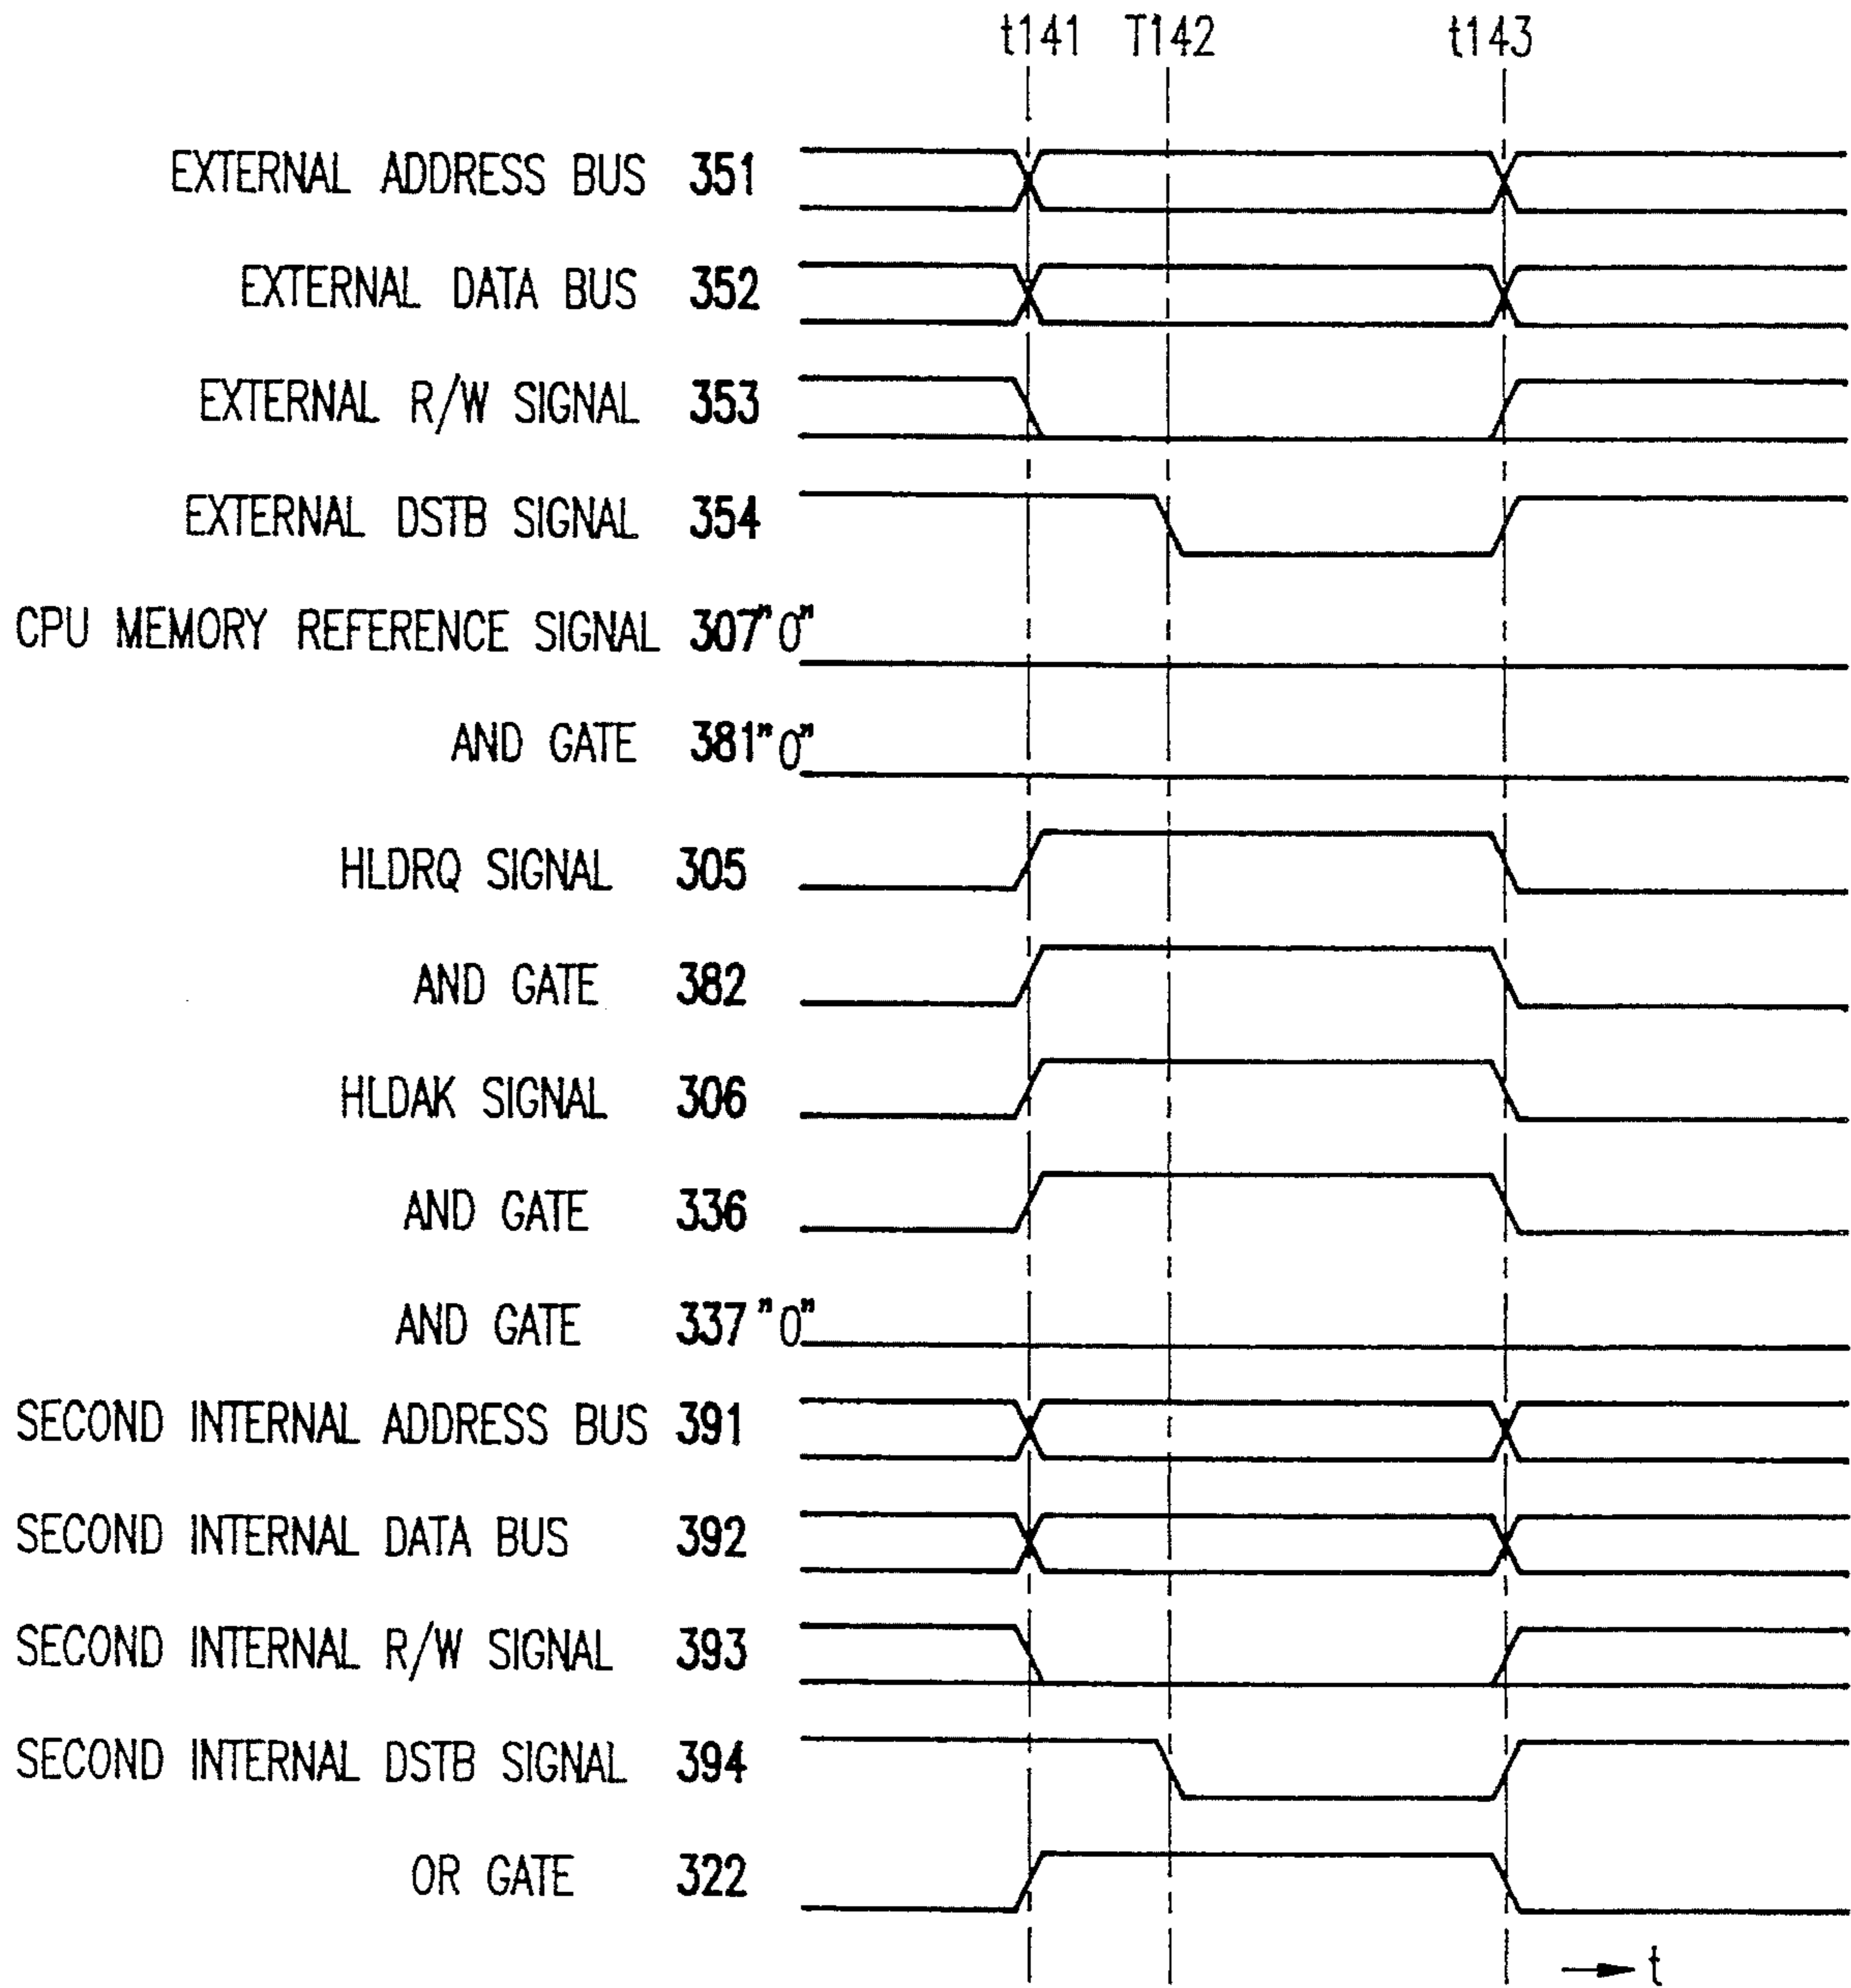 t141 T142 t143
EXTERNAL ADDRESS BUS 351
EXTERNAL DATA BUS 352
EXTERNAL R/W SIGNAL 353
EXTERNAL DSTB SIGNAL 354
CPU MEMORY REFERENCE SIGNAL 307"0"
AND GATE 381"0"
HLDRQ SIGNAL 305
AND GATE 382
HLDAK SIGNAL 306
AND GATE 336
AND GATE 337"0"
SECOND INTERNAL ADDRESS BUS 391
SECOND INTERNAL DATA BUS 392
SECOND INTERNAL R/W SIGNAL 393
SECOND INTERNAL DSTB SIGNAL 394
OR GATE 322
t